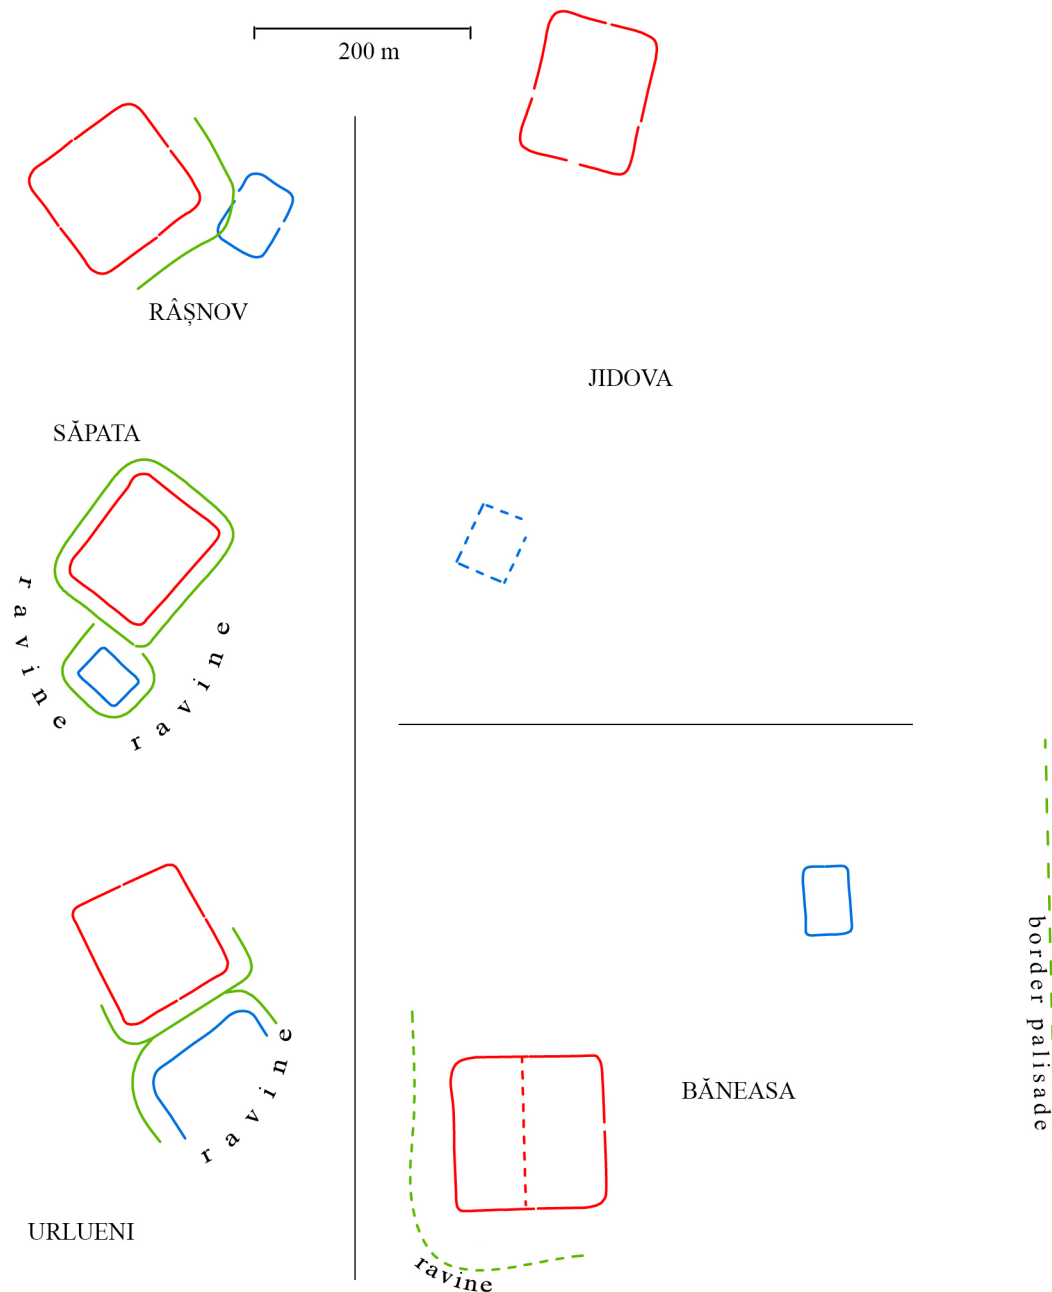 200 m
RÂȘNOV
JIDOVA
SĂPATA
ravine
ravine
border palisade
ravine
BĂNEASA
URLUENI
ravine